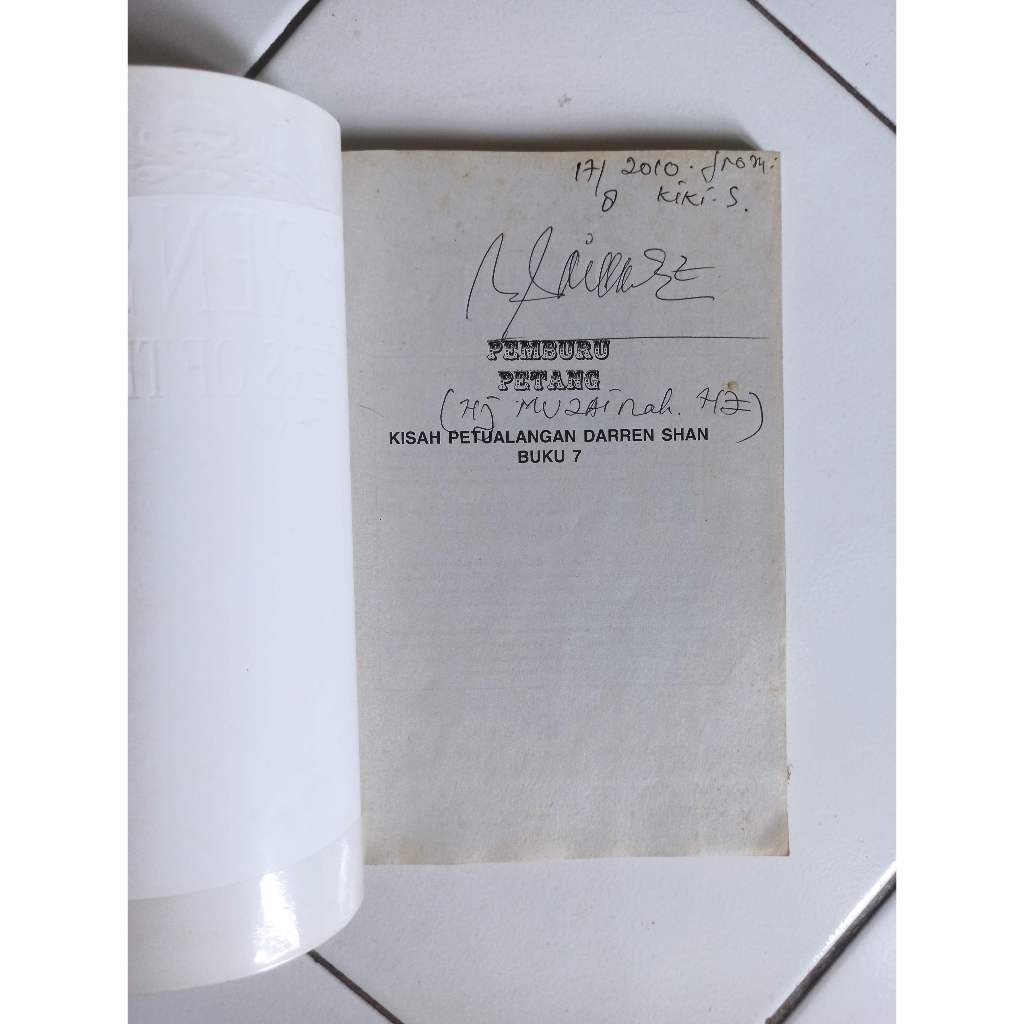 17/8 2010. from:
KiKi. S.
PEMBURU
PETANG
(Hj MUZAINah. HZ)
KISAH PETUALANGAN DARREN SHAN
BUKU 7